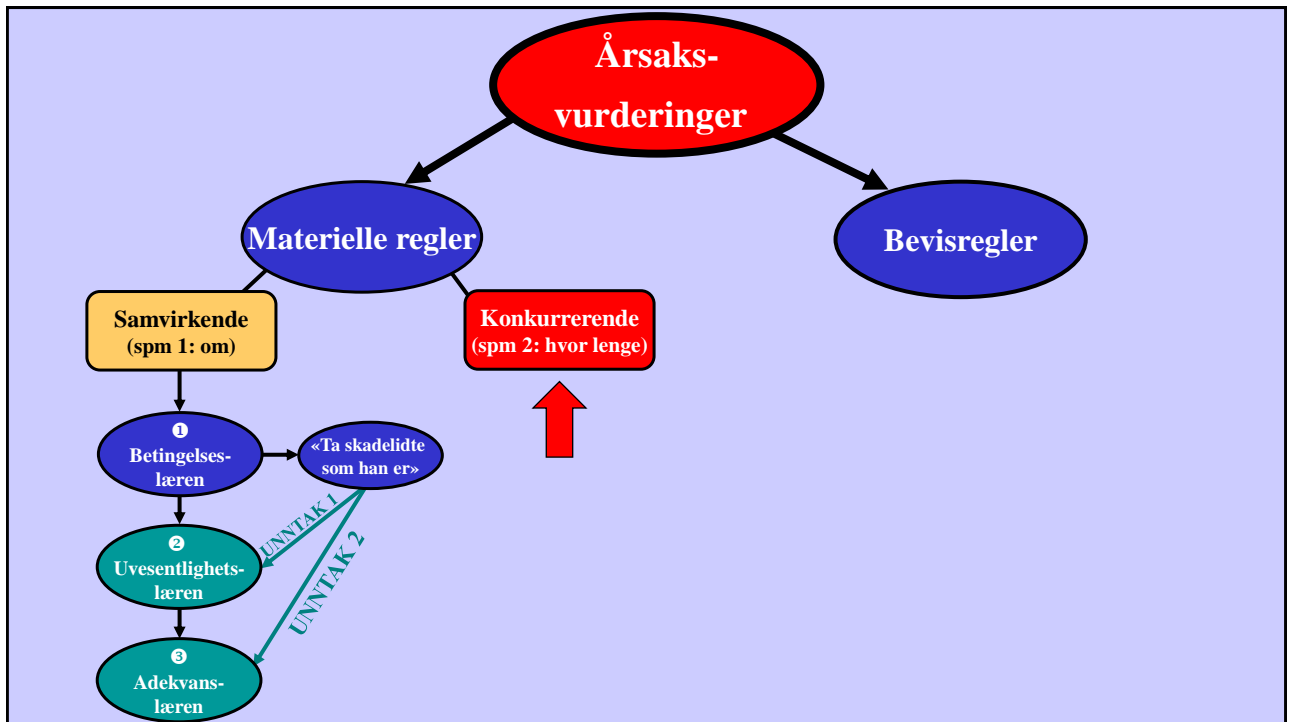 Årsaks-
vurderinger
Materielle regler
Bevisregler
Samvirkende
(spm 1: om)
Konkurrerende
(spm 2: hvor lenge)
❶
Betingelses-
læren
«Ta skadelidte
som han er»
UNNTAK 1
UNNTAK 2
❷
Uvesentlighets-
læren
❸
Adekvans-
læren